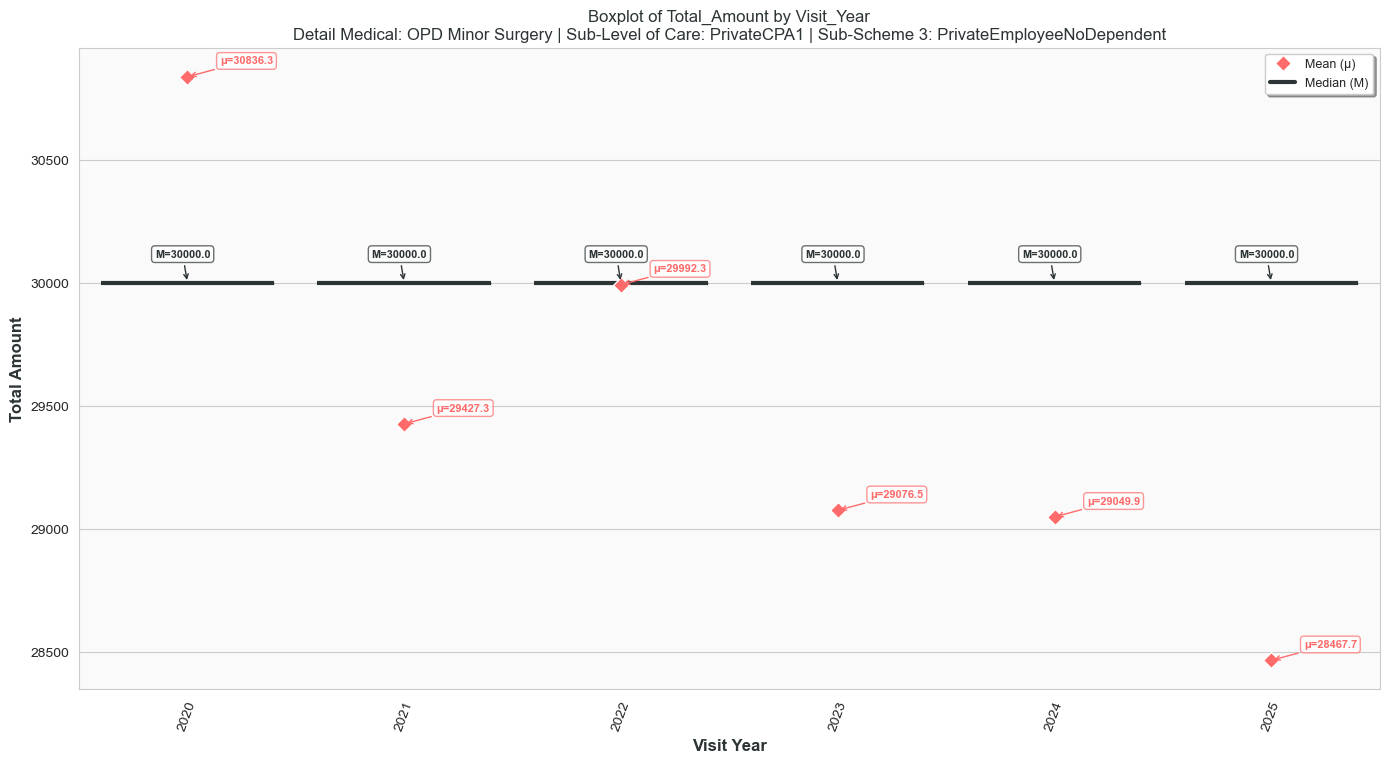 Boxplot of Total_Amount by Visit_Year
Detail Medical: OPD Minor Surgery | Sub-Level of Care: PrivateCPA1 | Sub-Scheme 3: PrivateEmployeeNoDependent
Mean (μ)
Median (M)
μ=30836.3
30500
M=30000.0
M=30000.0
M=30000.0
M=30000.0
M=30000.0
M=30000.0
μ=29992.3
30000
Total Amount
29500
μ=29427.3
μ=29076.5
μ=29049.9
29000
μ=28467.7
28500
2020
2021
2022
2023
2024
2025
Visit Year